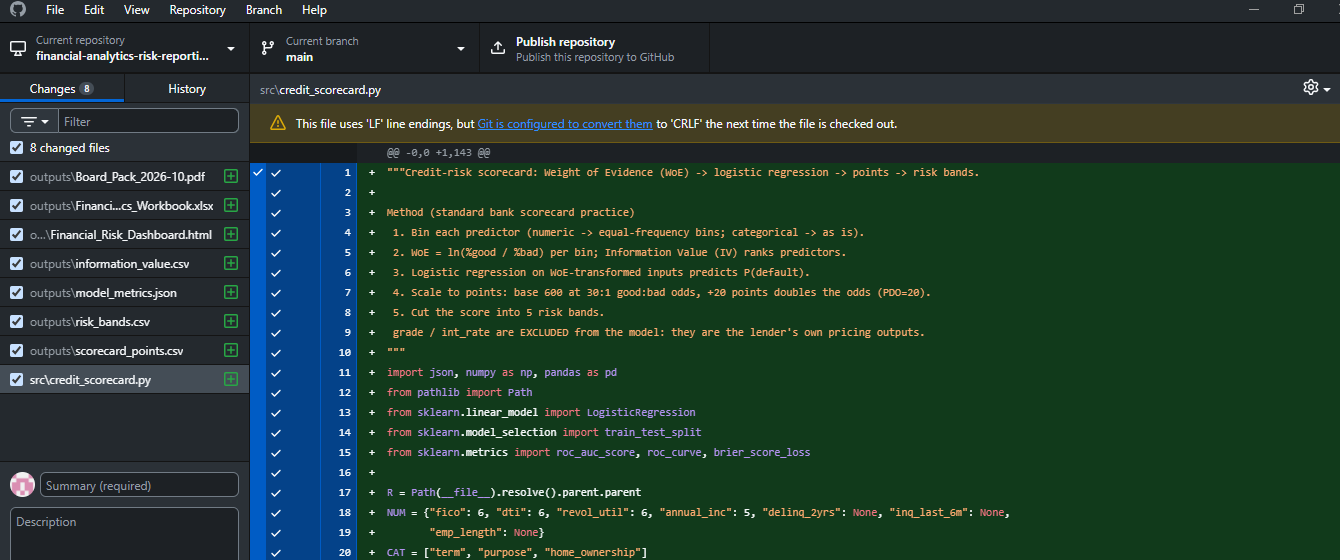 File Edit View Repository Branch Help
Current repository
financial-analytics-risk-reporti...
Current branch
main
Publish repository
Publish this repository to GitHub
Changes 8
History
Filter
8 changed files
outputs\Board_Pack_2026-10.pdf
outputs\Financi...cs_Workbook.xlsx
o...\Financial_Risk_Dashboard.html
outputs\information_value.csv
outputs\model_metrics.json
outputs\risk_bands.csv
outputs\scorecard_points.csv
src\credit_scorecard.py
Summary (required)
Description
src\credit_scorecard.py
This file uses 'LF' line endings, but Git is configured to convert them to 'CRLF' the next time the file is checked out.
@@ -0,0 +1,143 @@
1 + """Credit-risk scorecard: Weight of Evidence (WoE) -> logistic regression -> points -> risk bands.
2 +
3 + Method (standard bank scorecard practice)
4 + 1. Bin each predictor (numeric -> equal-frequency bins; categorical -> as is).
5 + 2. WoE = ln(%good / %bad) per bin; Information Value (IV) ranks predictors.
6 + 3. Logistic regression on WoE-transformed inputs predicts P(default).
7 + 4. Scale to points: base 600 at 30:1 good:bad odds, +20 points doubles the odds (PDO=20).
8 + 5. Cut the score into 5 risk bands.
9 + grade / int_rate are EXCLUDED from the model: they are the lender's own pricing outputs.
10 + """
11 + import json, numpy as np, pandas as pd
12 + from pathlib import Path
13 + from sklearn.linear_model import LogisticRegression
14 + from sklearn.model_selection import train_test_split
15 + from sklearn.metrics import roc_auc_score, roc_curve, brier_score_loss
16 +
17 + R = Path(__file__).resolve().parent.parent
18 + NUM = {"fico": 6, "dti": 6, "revol_util": 6, "annual_inc": 5, "delinq_2yrs": None, "inq_last_6m": None,
19 + "emp_length": None}
20 + CAT = ["term", "purpose", "home_ownership"]